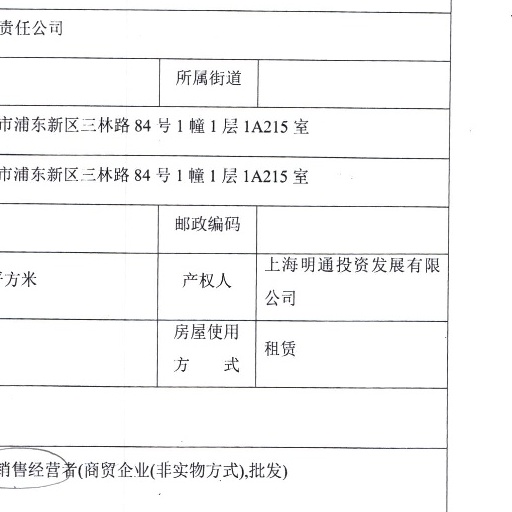 责任公司
所属街道
市浦东新区三林路 84 号 1 幢 1 层 1A215 室
市浦东新区三林路 84 号 1 幢 1 层 1A215 室
邮政编码
平方米
产权人
上海明通投资发展有限
公司
房屋使用
方 式
租赁
销售经营者(商贸企业(非实物方式),批发)